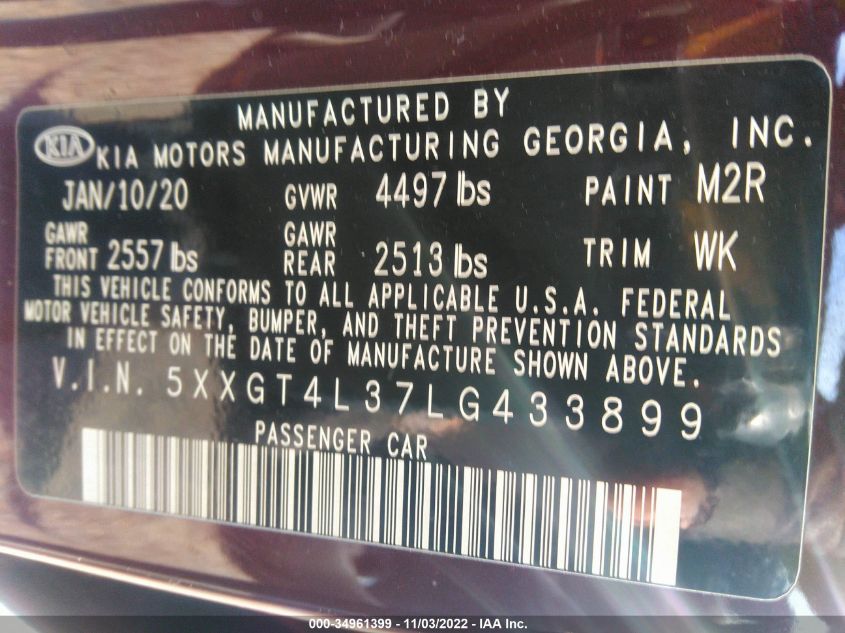 MANUFACTURED BY
KIA KIA MOTORS MANUFACTURING GEORGIA, INC.
JAN/10/20 GVWR 4497 lbs PAINT M2R
GAWR FRONT 2557 lbs GAWR REAR 2513 lbs TRIM WK
THIS VEHICLE CONFORMS TO ALL APPLICABLE U.S.A. FEDERAL
MOTOR VEHICLE SAFETY, BUMPER, AND THEFT PREVENTION STANDARDS
IN EFFECT ON THE DATE OF MANUFACTURE SHOWN ABOVE.
V.I.N. 5XXGT4L37LG433899
PASSENGER CAR
000-34961399 - 11/03/2022 - IAA Inc.